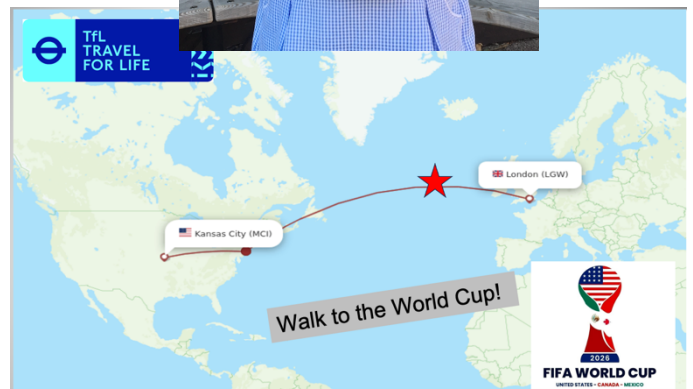 TfL
TRAVEL
FOR LIFE
London (LGW)
Kansas City (MCI)
Walk to the World Cup!
2026
FIFA WORLD CUP
UNITED STATES • CANADA • MEXICO